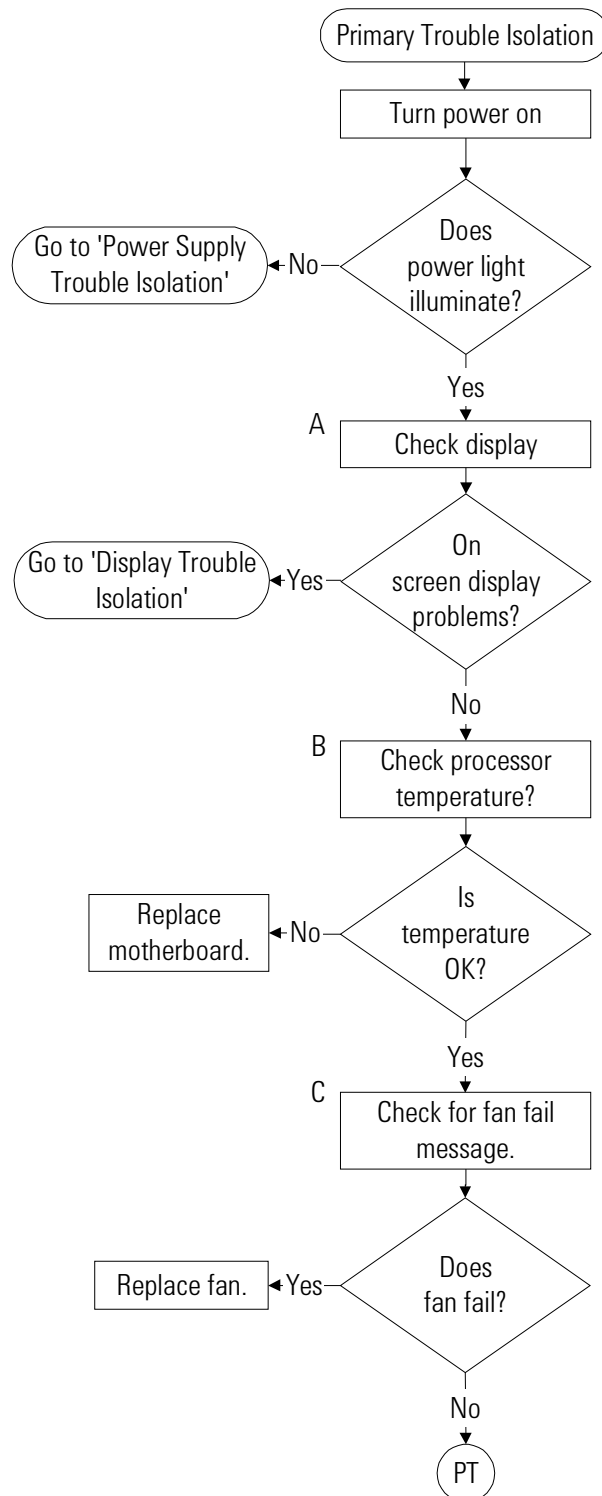 Primary Trouble Isolation
Turn power on
Does
power light
illuminate?
No
Go to 'Power Supply
Trouble Isolation'
Yes
A
Check display
On
screen display
problems?
Yes
Go to 'Display Trouble
Isolation'
No
B
Check processor
temperature?
Is
temperature
OK?
No
Replace
motherboard.
Yes
C
Check for fan fail
message.
Does
fan fail?
Yes
Replace fan.
No
PT